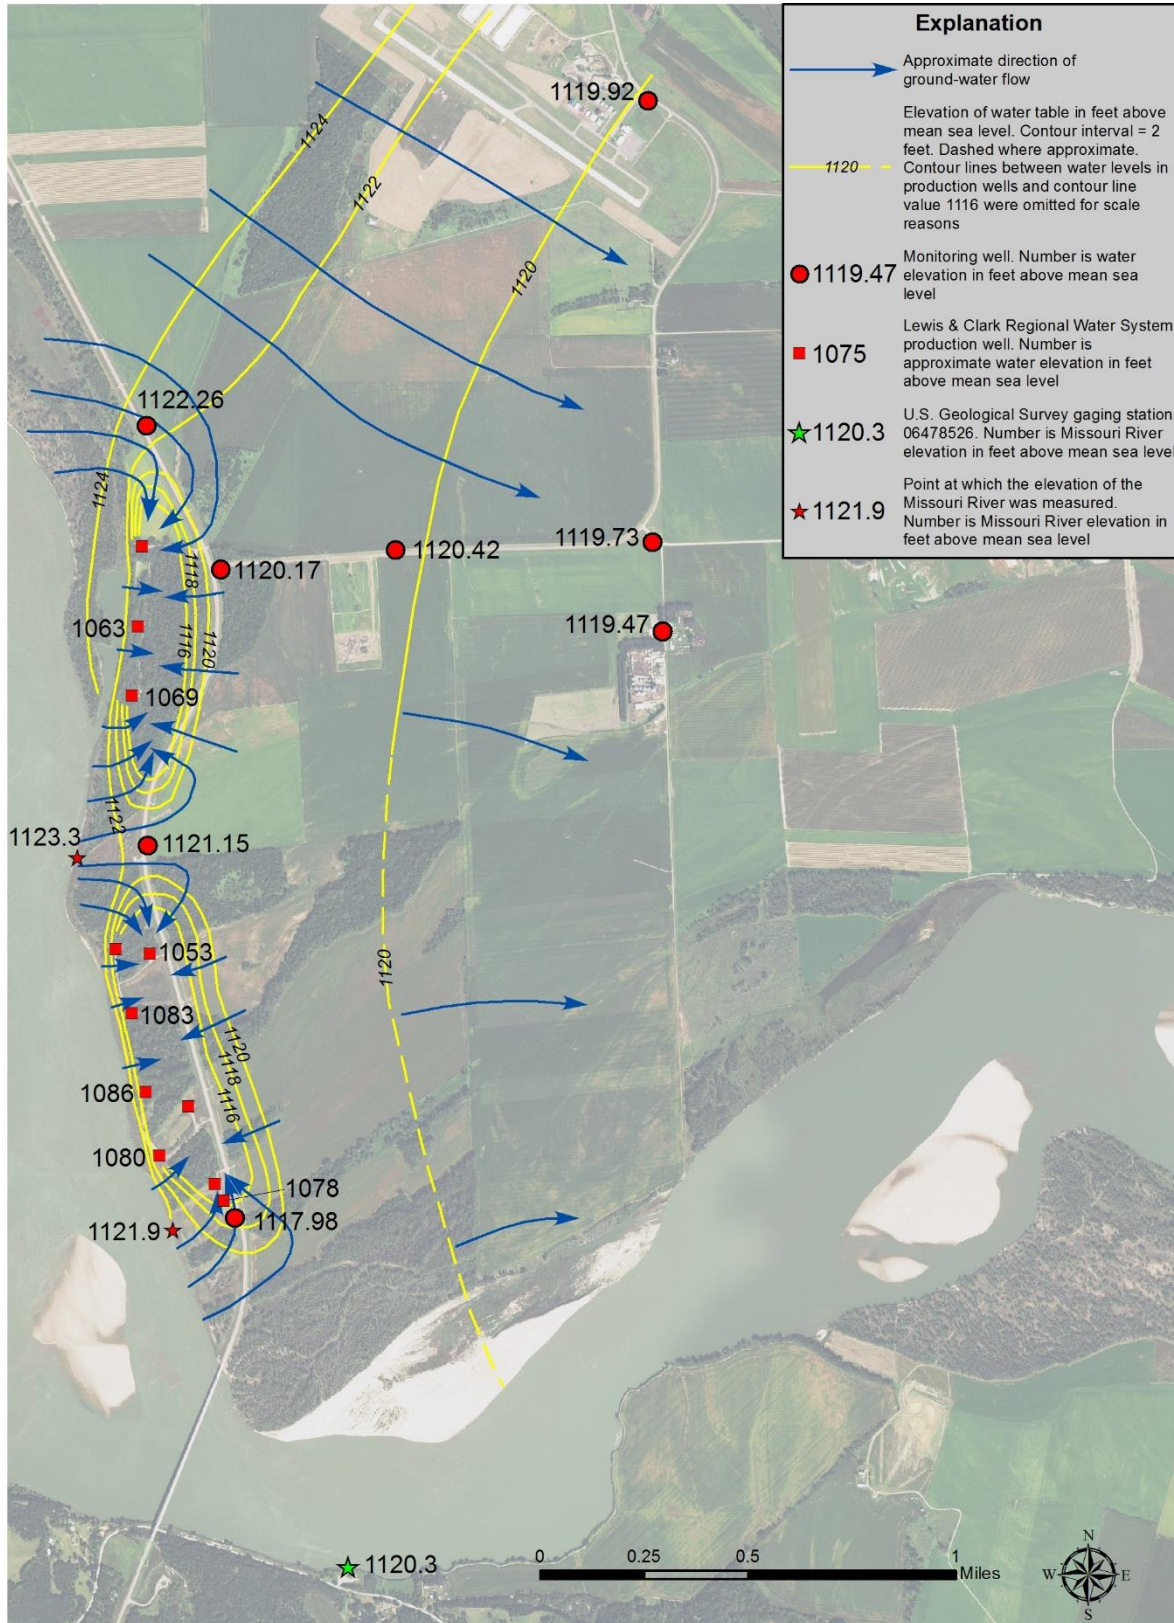 Explanation
Approximate direction of
ground-water flow
Elevation of water table in feet above
mean sea level. Contour interval = 2
feet. Dashed where approximate.
1120
Contour lines between water levels in
production wells and contour line
value 1116 were omitted for scale
reasons
Monitoring well. Number is water
1119.47
elevation in feet above mean sea
level
Lewis & Clark Regional Water System
production well. Number is
1075
approximate water elevation in feet
above mean sea level
U.S. Geological Survey gaging station
1120.3
06478526. Number is Missouri River
elevation in feet above mean sea level
Point at which the elevation of the
Missouri River was measured.
1121.9
Number is Missouri River elevation in
feet above mean sea level
1119.92
1124
1122
1120
1122.26
1124
1120.42
1119.73
1120.17
1118
1063
1116
1120
1119.47
1069
1122
1123.3
1121.15
1053
1120
1083
1120
1118
1086
1116
1080
1078
1121.9
1117.98
1120.3
0 0.25 0.5 1
Miles
N
W E
S